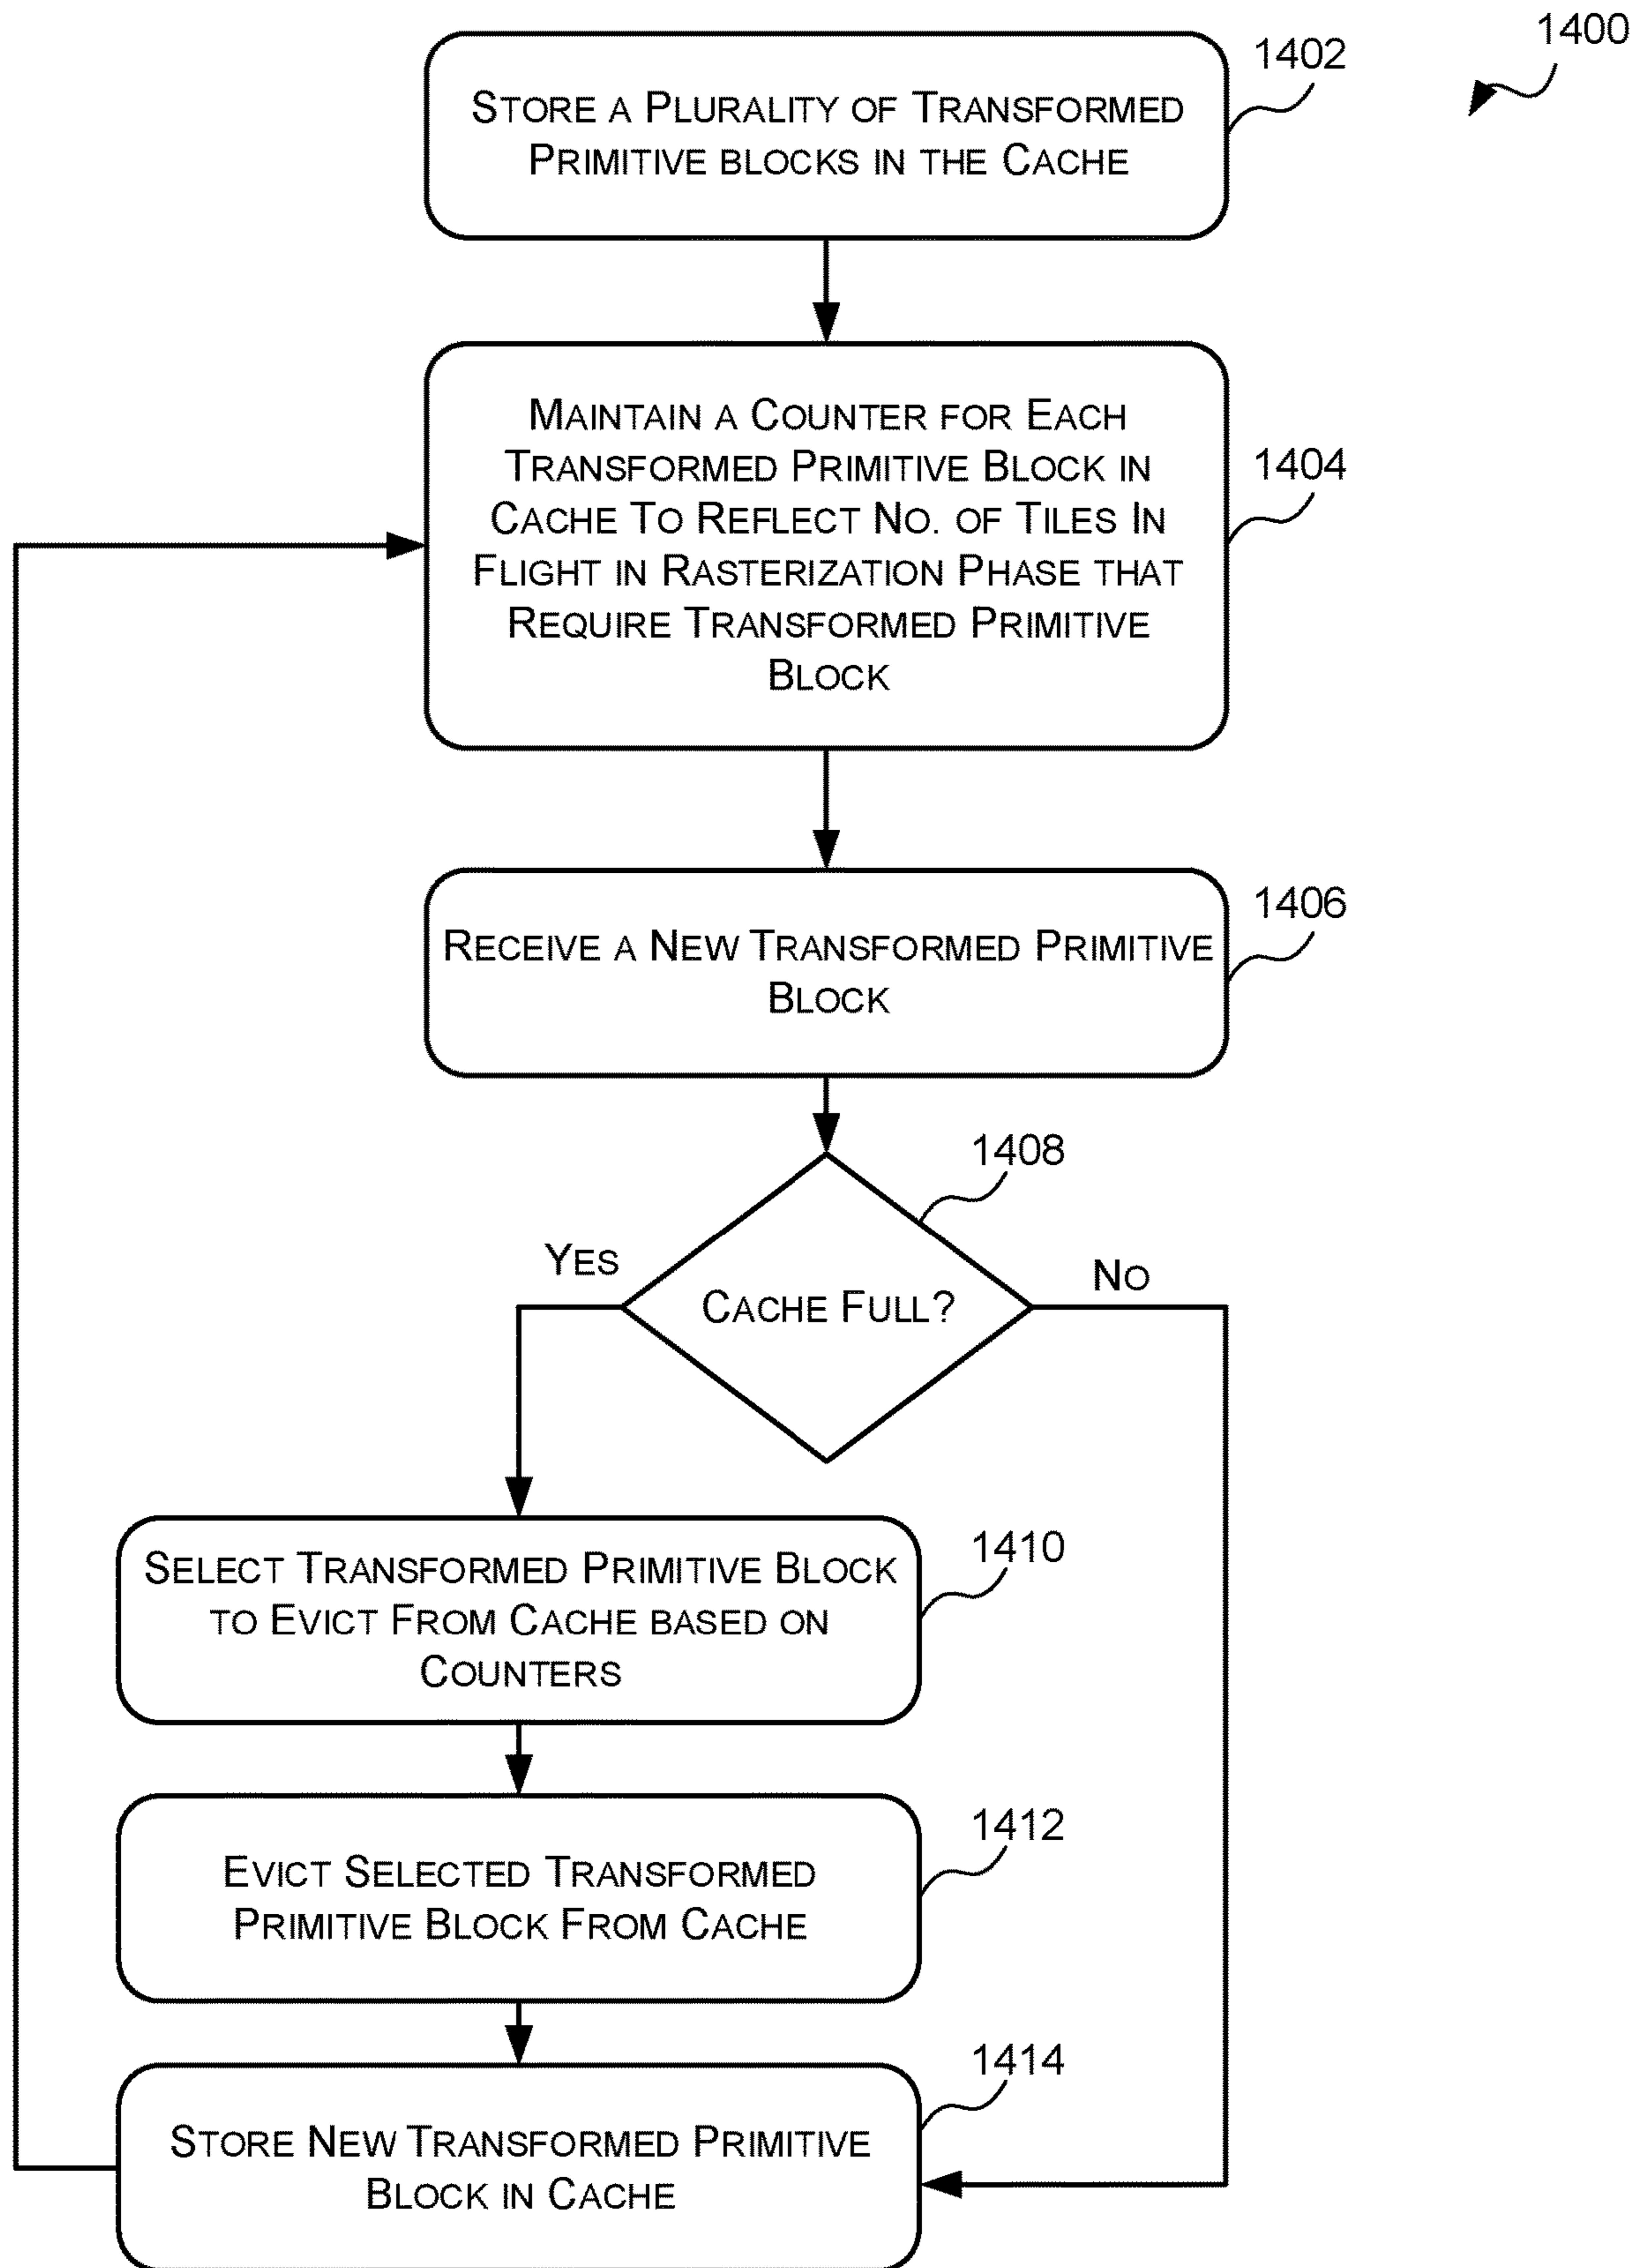 1400
1402
STORE A PLURALITY OF TRANSFORMED
PRIMITIVE BLOCKS IN THE CACHE
MAINTAIN A COUNTER FOR EACH
TRANSFORMED PRIMITIVE BLOCK IN
CACHE TO REFLECT NO. OF TILES IN
FLIGHT IN RASTERIZATION PHASE THAT
REQUIRE TRANSFORMED PRIMITIVE
BLOCK
1404
RECEIVE A NEW TRANSFORMED PRIMITIVE
BLOCK
1406
1408
YES
CACHE FULL?
NO
SELECT TRANSFORMED PRIMITIVE BLOCK
TO EVICT FROM CACHE BASED ON
COUNTERS
1410
EVICT SELECTED TRANSFORMED
PRIMITIVE BLOCK FROM CACHE
1412
STORE NEW TRANSFORMED PRIMITIVE
BLOCK IN CACHE
1414